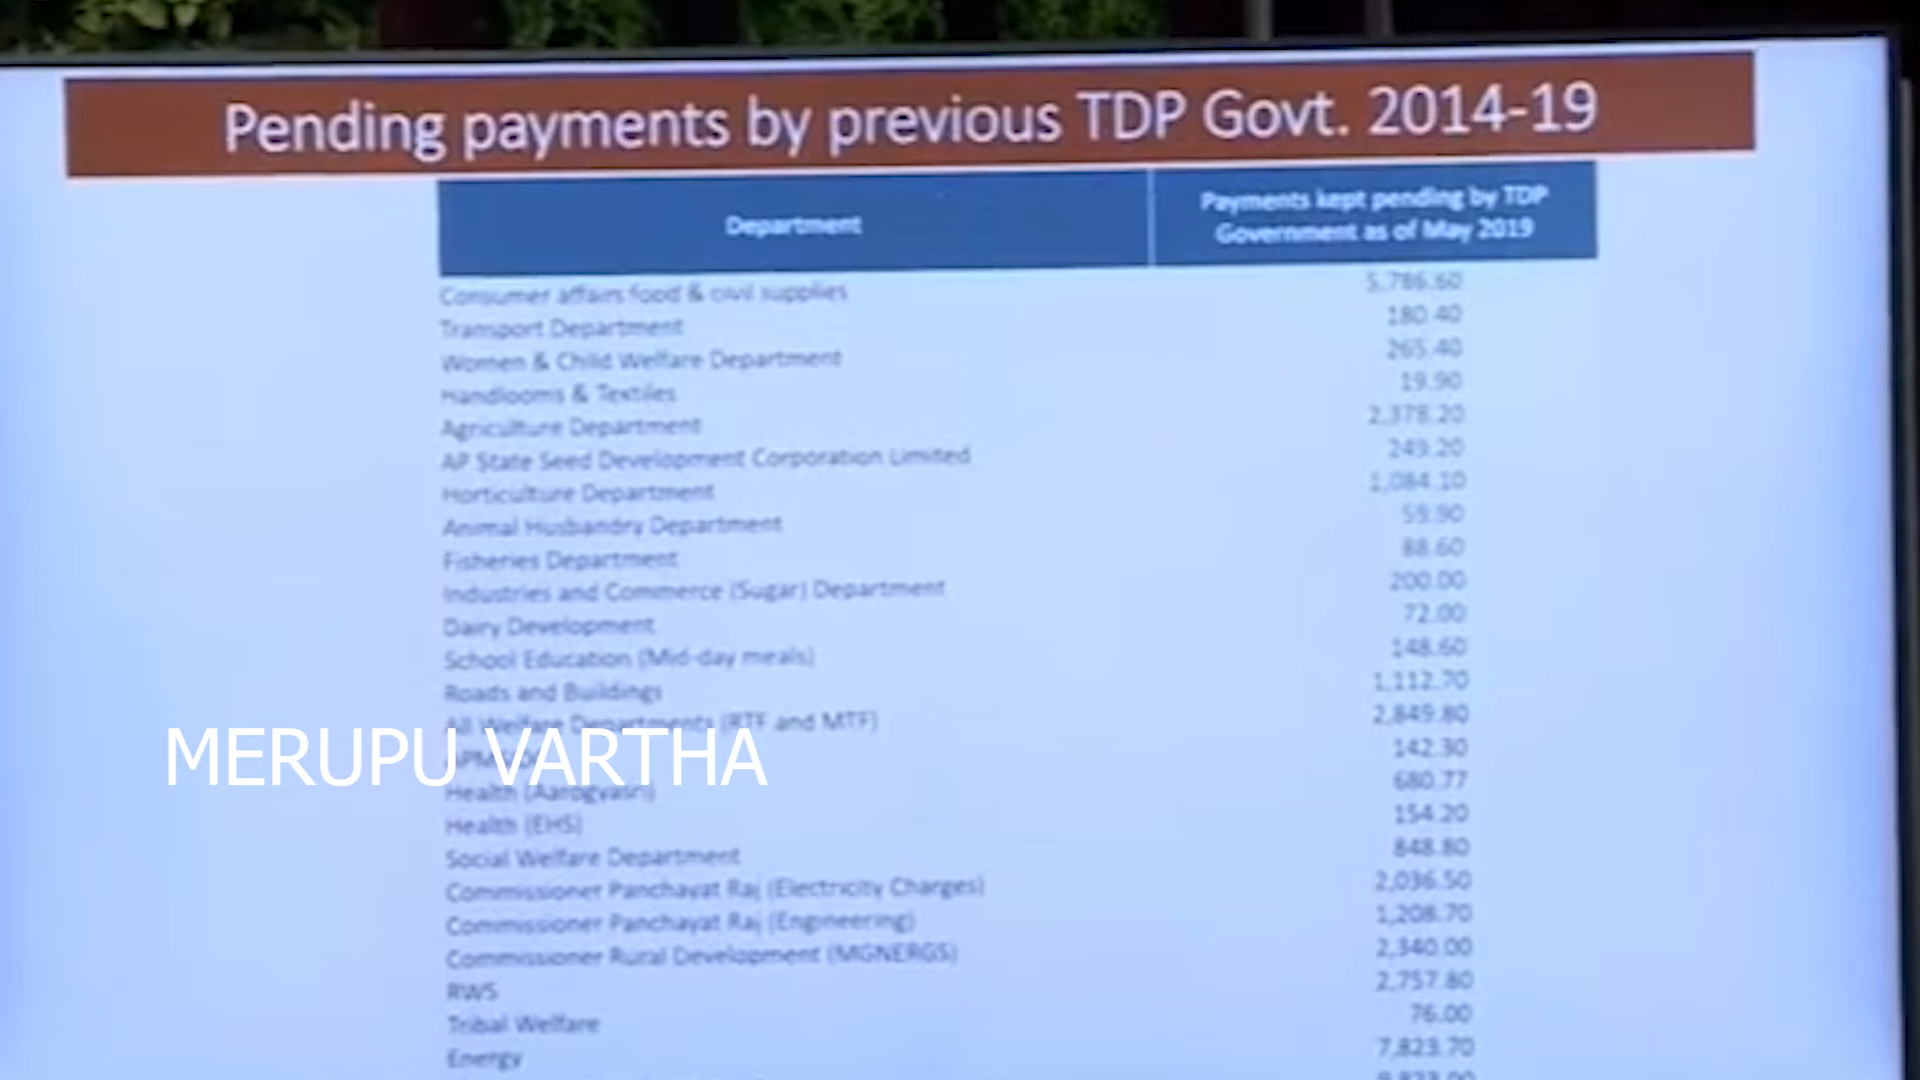 Pending payments by previous TDP Govt. 2014-19
Department Payments kept pending by TDP Government as of May 2019
Consumer affairs food & civil supplies 5,786.60
Transport Department 180.40
Women & Child Welfare Department 265.40
Handlooms & Textiles 19.90
Agriculture Department 2,378.20
AP State Seed Development Corporation Limited 249.20
Horticulture Department 1,084.10
Animal Husbandry Department 59.90
Fisheries Department 88.60
Industries and Commerce (Sugar) Department 200.00
Dairy Development 72.00
School Education (Mid-day meals) 148.60
Roads and Buildings 1,112.70
All Welfare Departments (RTF and MTF) 2,849.80
142.30
MERUPU VARTHA
Health (Aarogyasri) 680.77
Health (EHS) 154.20
Social Welfare Department 848.80
Commissioner Panchayat Raj (Electricity Charges) 2,036.50
Commissioner Panchayat Raj (Engineering) 1,208.70
Commissioner Rural Development (MGNERGS) 2,340.00
RWS 2,757.80
Tribal Welfare 76.00
Energy 7,823.70